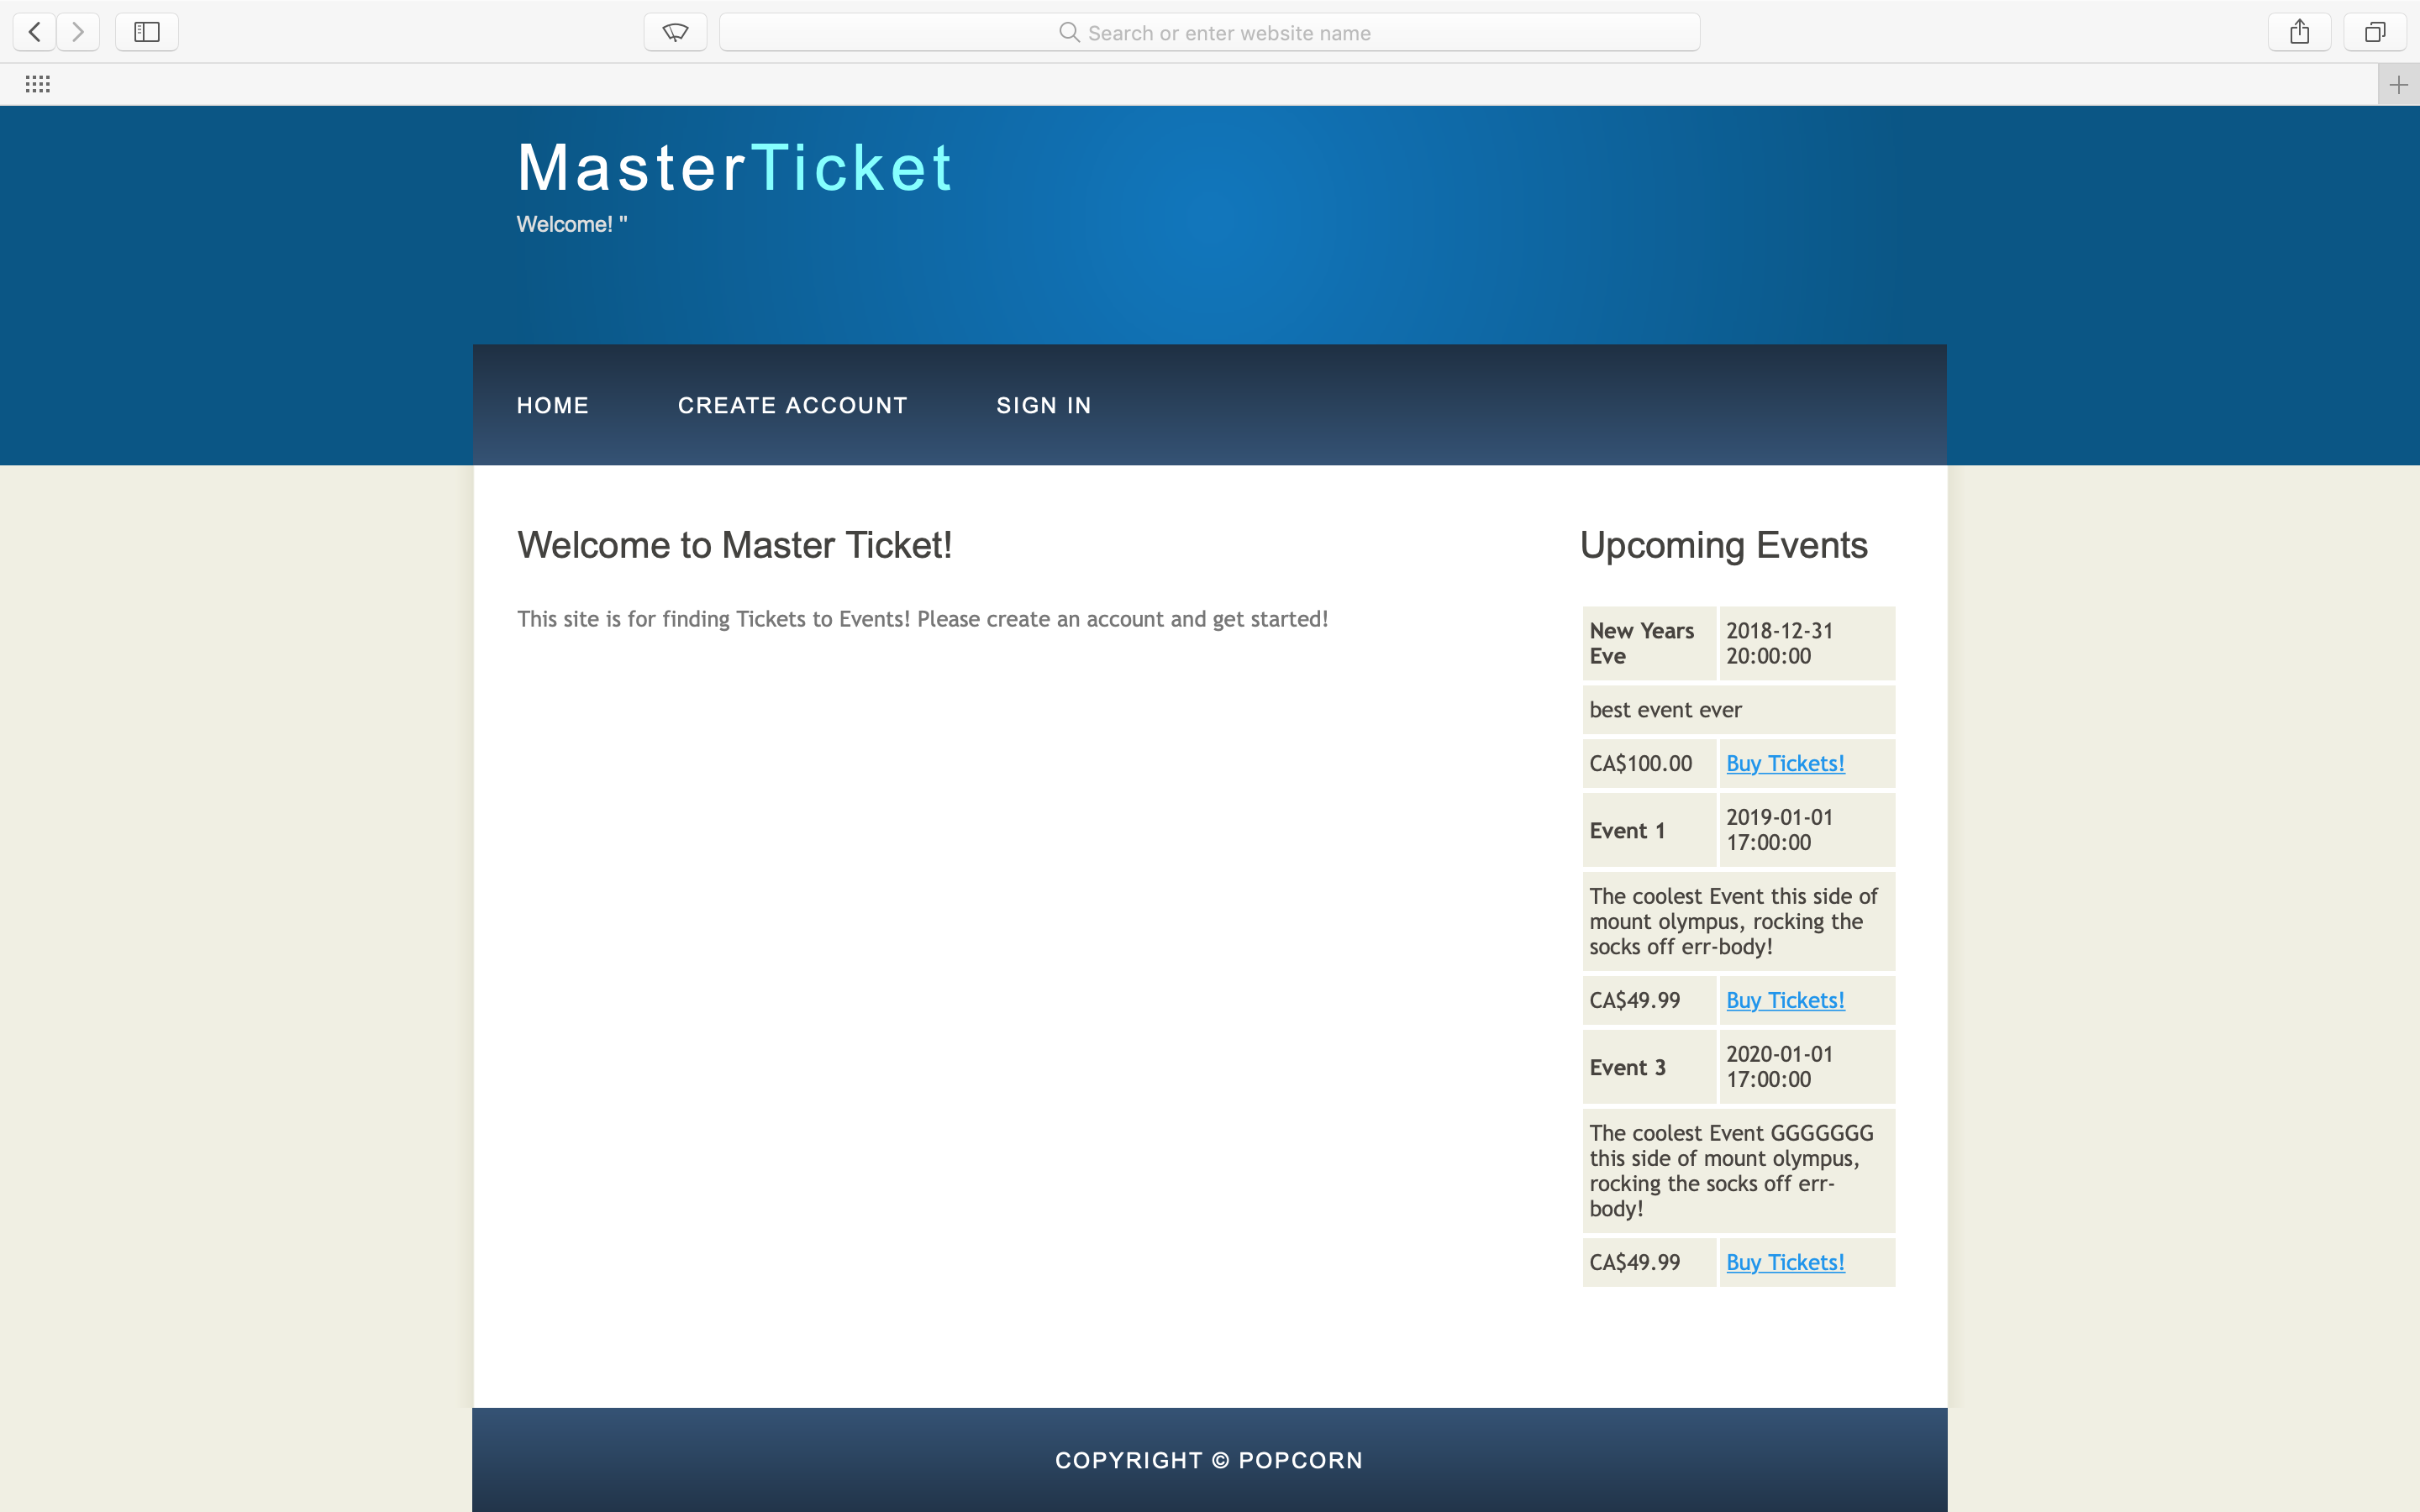 Search or enter website name
MasterTicket
Welcome! "
HOME CREATE ACCOUNT SIGN IN
Welcome to Master Ticket!
This site is for finding Tickets to Events! Please create an account and get started!
Upcoming Events
New Years
Eve
2018-12-31
20:00:00
best event ever
CA$100.00 Buy Tickets!
Event 1
2019-01-01
17:00:00
The coolest Event this side of
mount olympus, rocking the
socks off err-body!
CA$49.99 Buy Tickets!
Event 3
2020-01-01
17:00:00
The coolest Event GGGGGGG
this side of mount olympus,
rocking the socks off err-
body!
CA$49.99 Buy Tickets!
COPYRIGHT © POPCORN